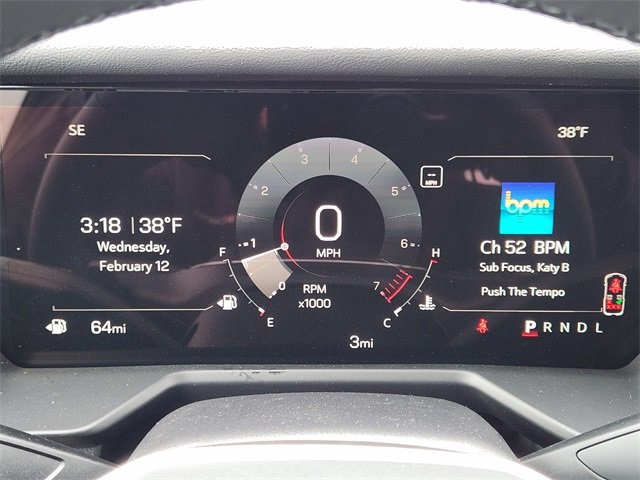 SE
38°F
3:18 | 38°F
Wednesday,
February 12
64mi
F
E
0
1
2
3
4
5
6
7
0
MPH
RPM
x1000
3mi
H
C
--
MPH
bpm
Ch 52 BPM
Sub Focus, Katy B
Push The Tempo
P R N D L